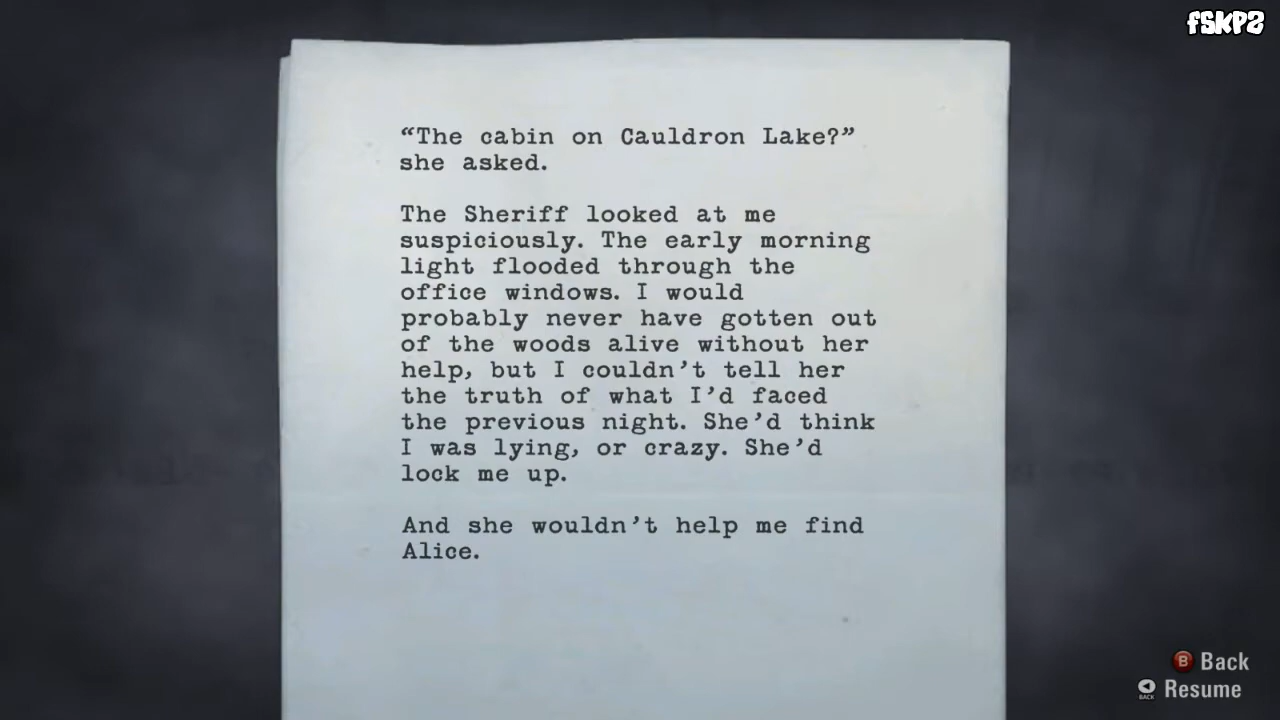 fSKPZ
“The cabin on Cauldron Lake?”
she asked.
The Sheriff looked at me
suspiciously. The early morning
light flooded through the
office windows. I would
probably never have gotten out
of the woods alive without her
help, but I couldn’t tell her
the truth of what I’d faced
the previous night. She’d think
I was lying, or crazy. She’d
lock me up.
And she wouldn’t help me find
Alice.
B Back
BACK Resume